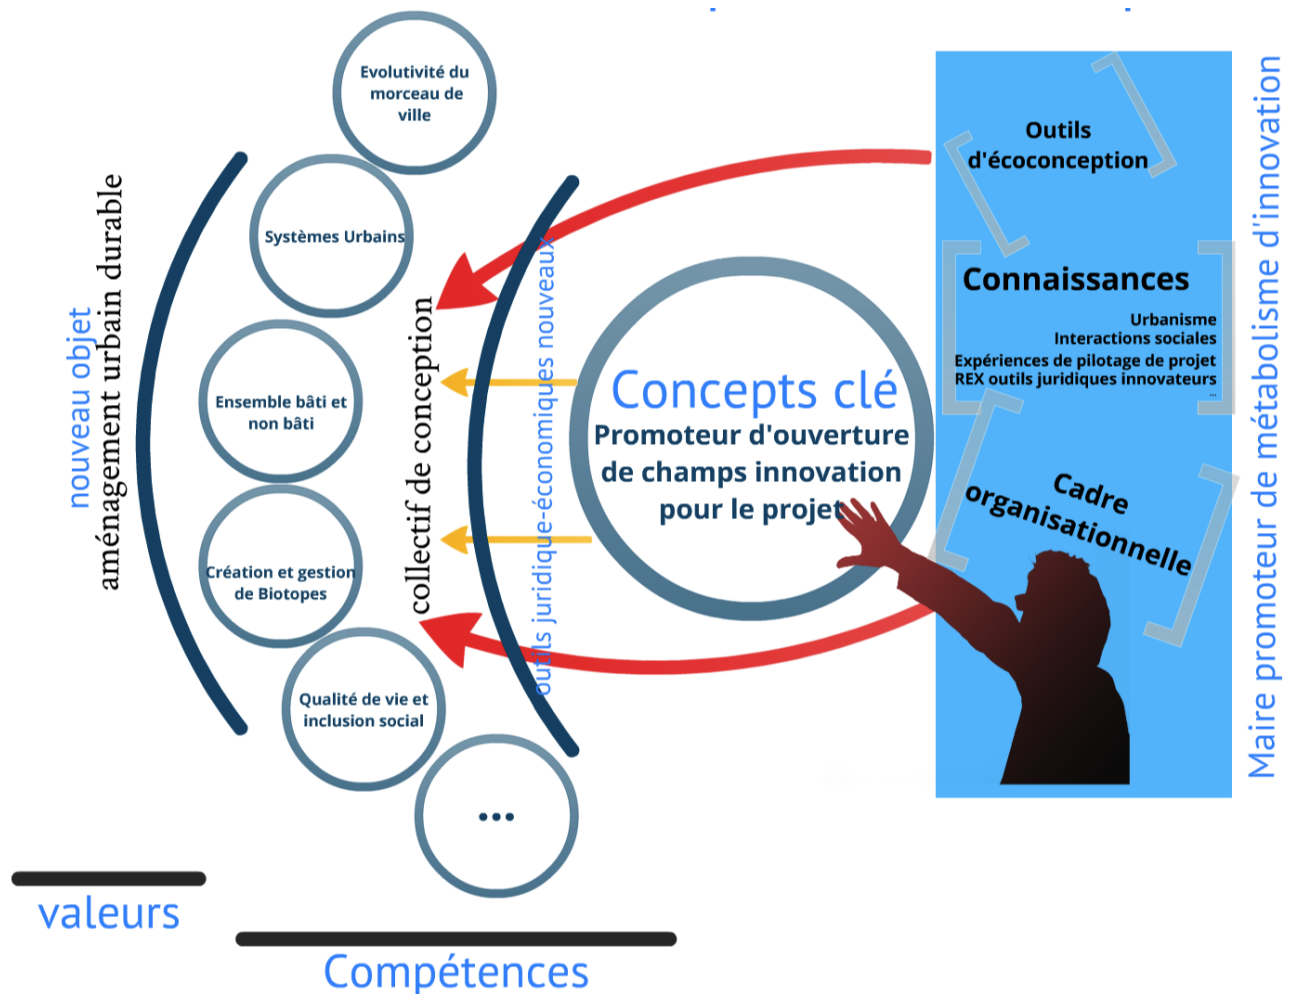 Evolutivité du
morceau de
ville
Systèmes Urbains
Ensemble bâti et
non bâti
Création et gestion
de Biotopes
Qualité de vie et
inclusion social
...
nouveau objet
aménagement urbain durable
collectif de conception
outils juridique-économiques nouveaux
Concepts clé
Promoteur d'ouverture
de champs innovation
pour le projet
Outils
d'écoconception
Connaissances
Urbanisme
Interactions sociales
Expériences de pilotage de projet
REX outils juridiques innovateurs
...
Cadre
organisationnelle
Maire promoteur de métabolisme d'innovation
valeurs
Compétences